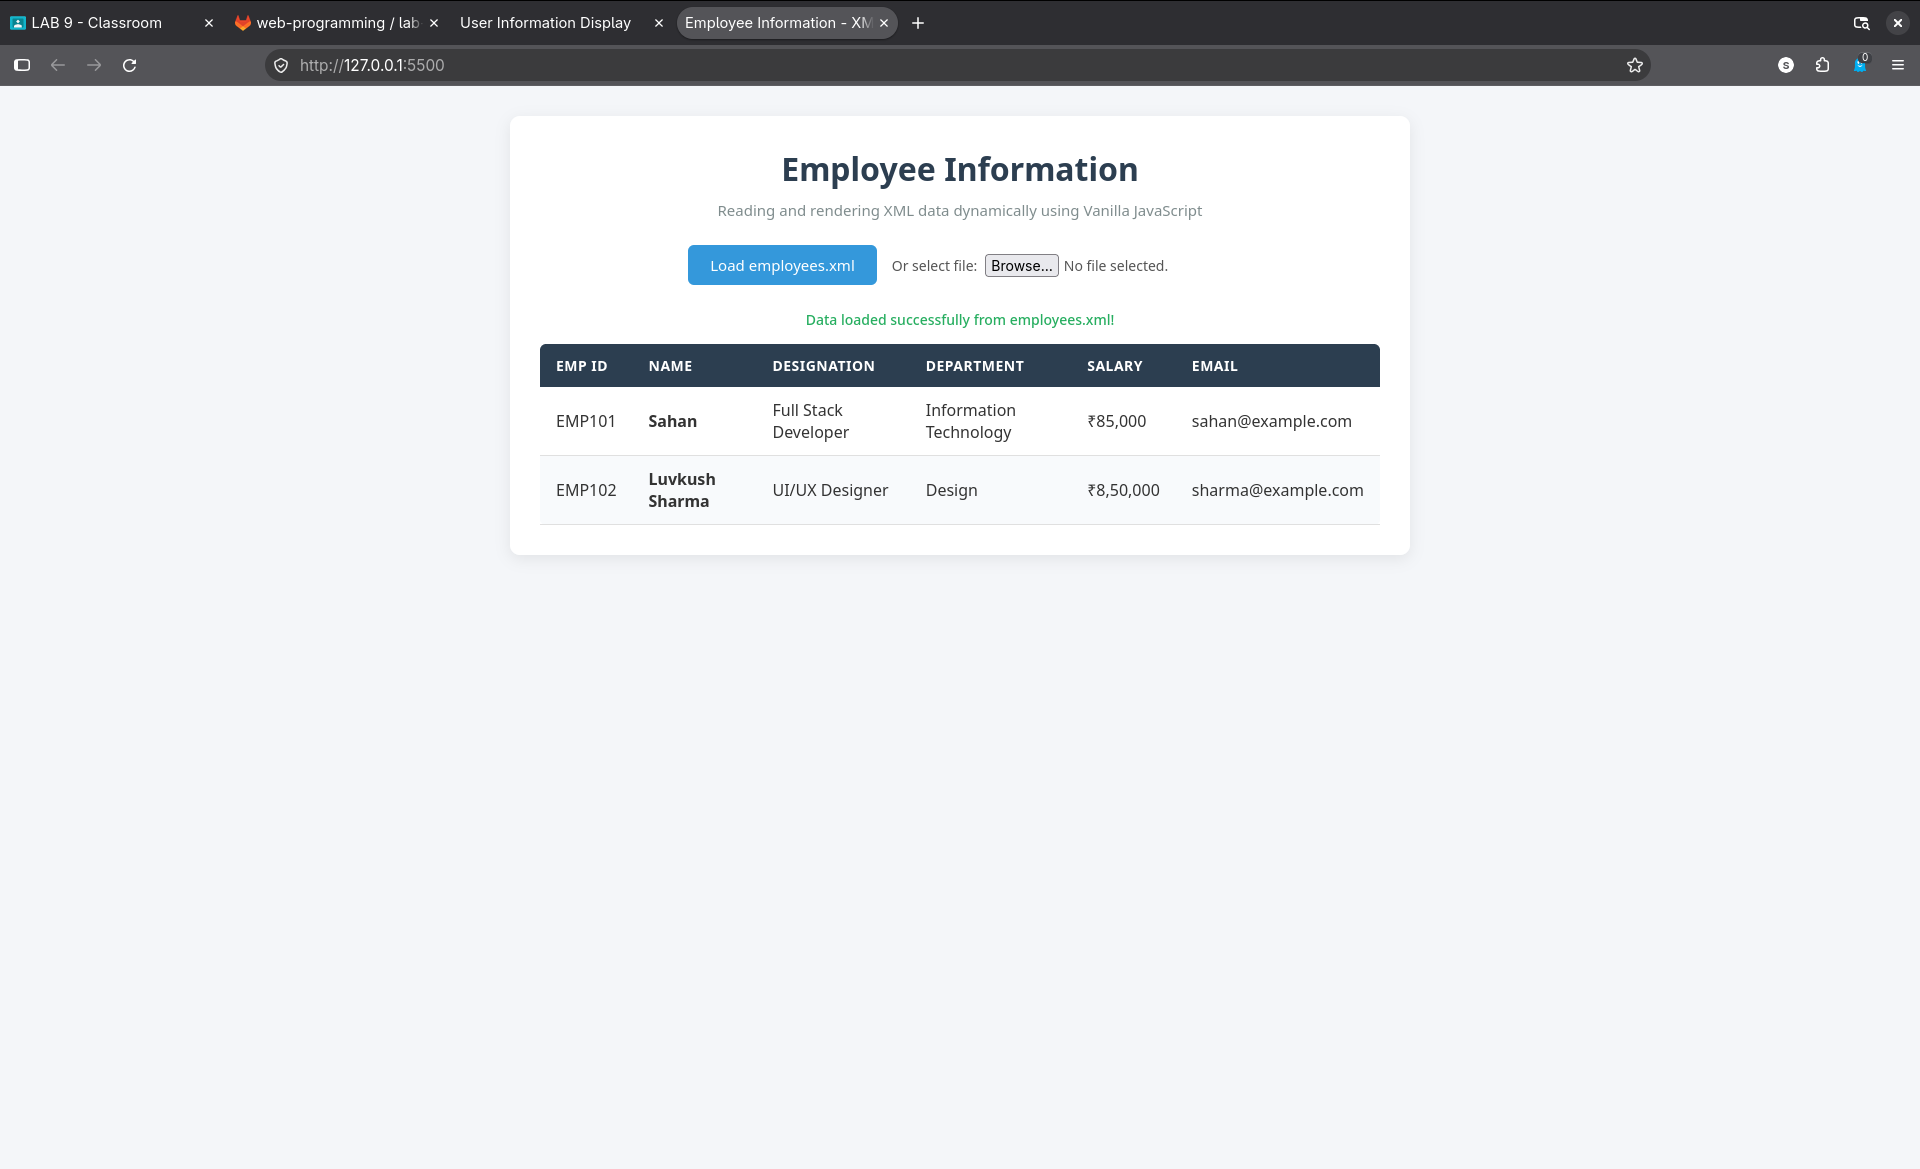 LAB 9 - Classroom
web-programming / lab
User Information Display
Employee Information - XM
http://127.0.0.1:5500
S
0
Employee Information
Reading and rendering XML data dynamically using Vanilla JavaScript
Load employees.xml Or select file: Browse... No file selected.
Data loaded successfully from employees.xml!
EMP ID NAME DESIGNATION DEPARTMENT SALARY EMAIL
EMP101 Sahan Full Stack Developer Information Technology ₹85,000 sahan@example.com
EMP102 Luvkush Sharma UI/UX Designer Design ₹8,50,000 sharma@example.com